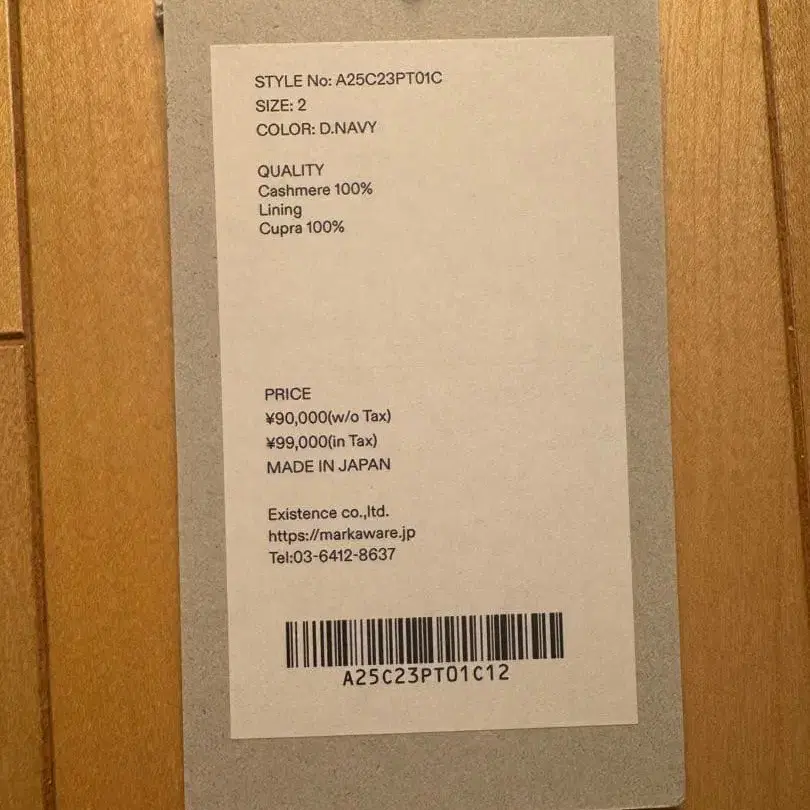 STYLE No: A25C23PT01C
SIZE: 2
COLOR: D.NAVY
QUALITY
Cashmere 100%
Lining
Cupra 100%
PRICE
¥90,000(w/o Tax)
¥99,000(in Tax)
MADE IN JAPAN
Existence co.,ltd.
https://markaware.jp
Tel:03-6412-8637
A25C23PT01C12